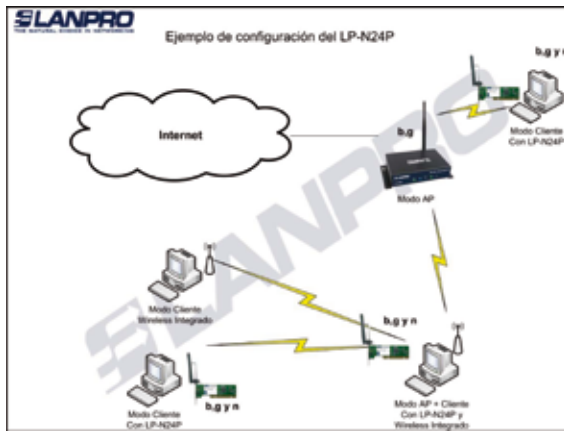 LANPRO
THE NATURAL CHOICE IN NETWORKING
Ejemplo de configuración del LP-N24P
b,g y n
Internet
b,g
Modo Cliente
Con LP-N24P
Modo AP
LANPRO
Modo Cliente
Wireless Integrado
b,g y n
Modo Cliente
Con LP-N24P
b,g y n
Modo AP + Cliente
Con LP-N24P y
Wireless Integrado